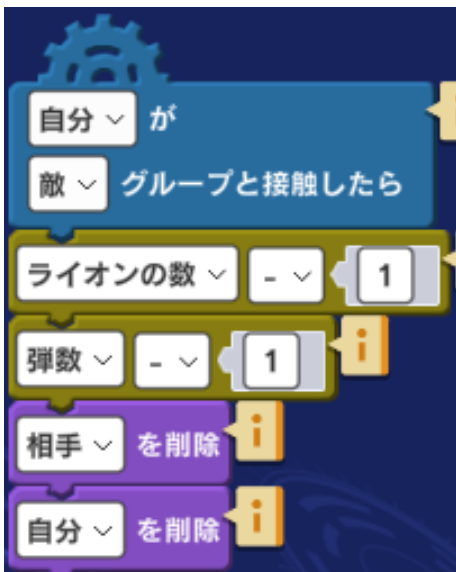 自分 が
敵 グループと接触したら
ライオンの数 - 1
弾数 - 1 i
相手 を削除 i
自分 を削除 i